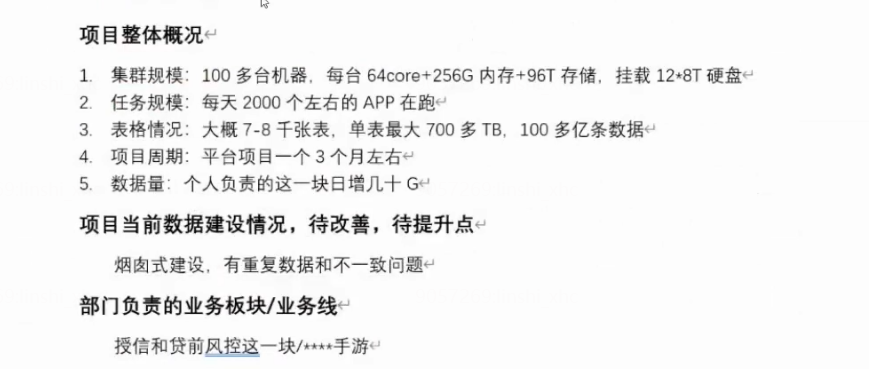 项目整体概况
1. 集群规模：100 多台机器，每台 64core+256G 内存+96T 存储，挂载 12*8T 硬盘
2. 任务规模：每天 2000 个左右的 APP 在跑
3. 表格情况：大概 7-8 千张表，单表最大 700 多 TB，100 多亿条数据
4. 项目周期：平台项目一个 3 个月左右
5. 数据量：个人负责的这一块日增几十 G
项目当前数据建设情况，待改善，待提升点
烟囱式建设，有重复数据和不一致问题
部门负责的业务板块/业务线
授信和贷前风控这一块/****手游